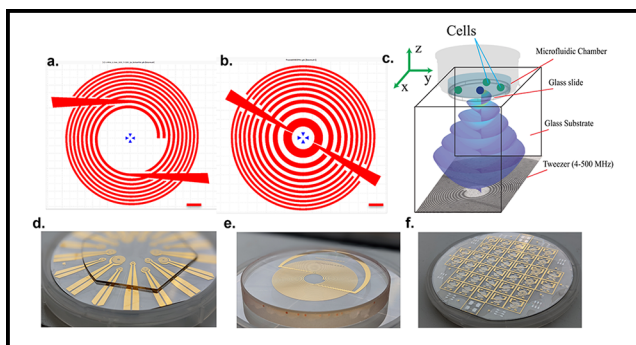 a.
b.
c.
Cells
z
y
x
Microfluidic Chamber
Glass slide
Glass Substrate
Tweezer (4-500 MHz)
d.
e.
f.